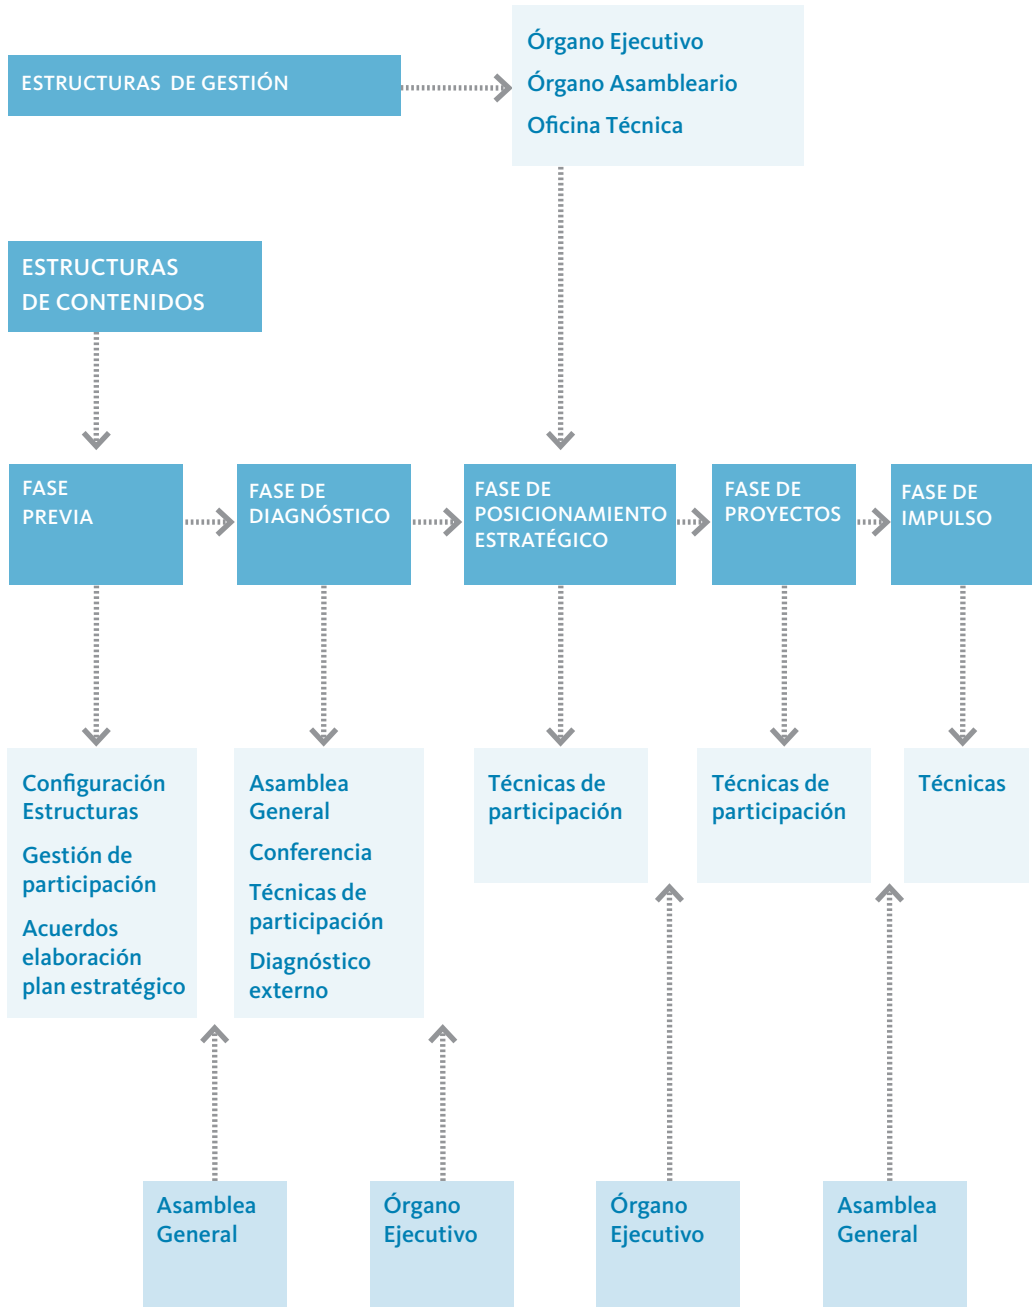 ESTRUCTURAS DE GESTIÓN
Órgano Ejecutivo
Órgano Asambleario
Oficina Técnica
ESTRUCTURAS
DE CONTENIDOS
FASE
PREVIA
FASE DE
DIAGNÓSTICO
FASE DE
POSICIONAMIENTO
ESTRATÉGICO
FASE DE
PROYECTOS
FASE DE
IMPULSO
Configuración
Estructuras
Gestión de
participación
Acuerdos
elaboración
plan estratégico
Asamblea
General
Conferencia
Técnicas de
participación
Diagnóstico
externo
Técnicas de
participación
Técnicas de
participación
Técnicas
Asamblea
General
Órgano
Ejecutivo
Órgano
Ejecutivo
Asamblea
General